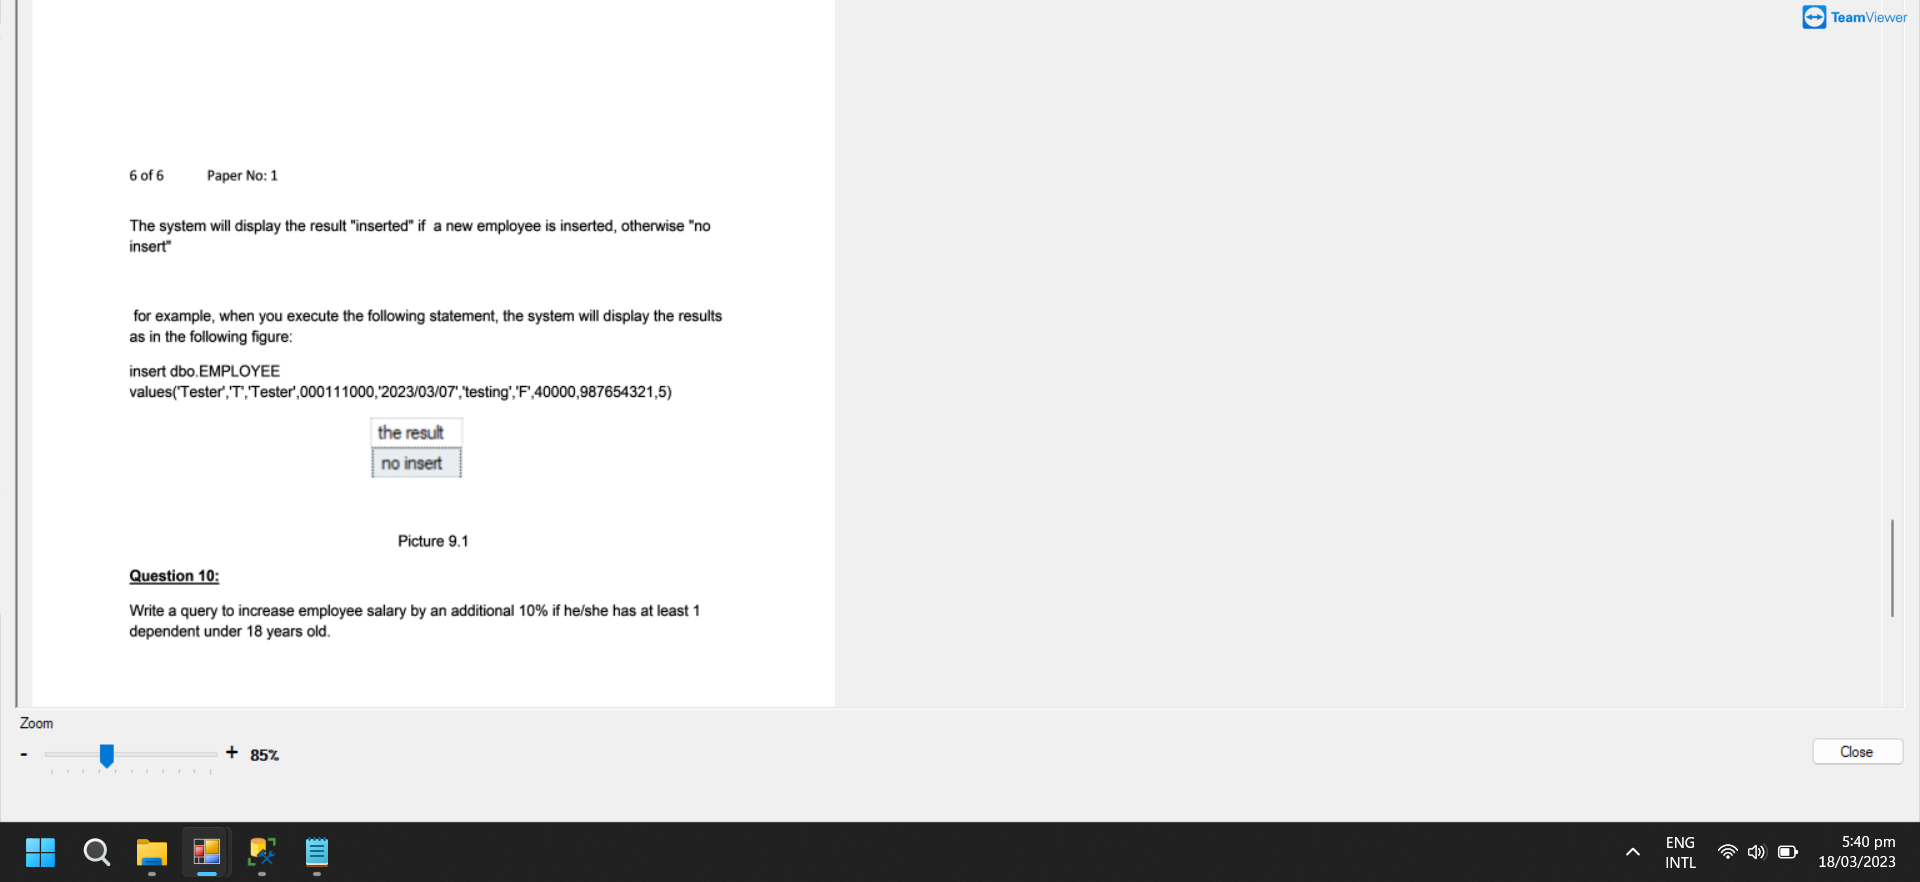 TeamViewer
6 of 6 Paper No: 1
The system will display the result "inserted" if a new employee is inserted, otherwise "no
insert"
for example, when you execute the following statement, the system will display the results
as in the following figure:
insert dbo.EMPLOYEE
values('Tester','T','Tester',000111000,'2023/03/07','testing','F',40000,987654321,5)
the result
no insert
Picture 9.1
Question 10:
Write a query to increase employee salary by an additional 10% if he/she has at least 1
dependent under 18 years old.
Zoom
- + 85%
Close
ENG
INTL
5:40 pm
18/03/2023